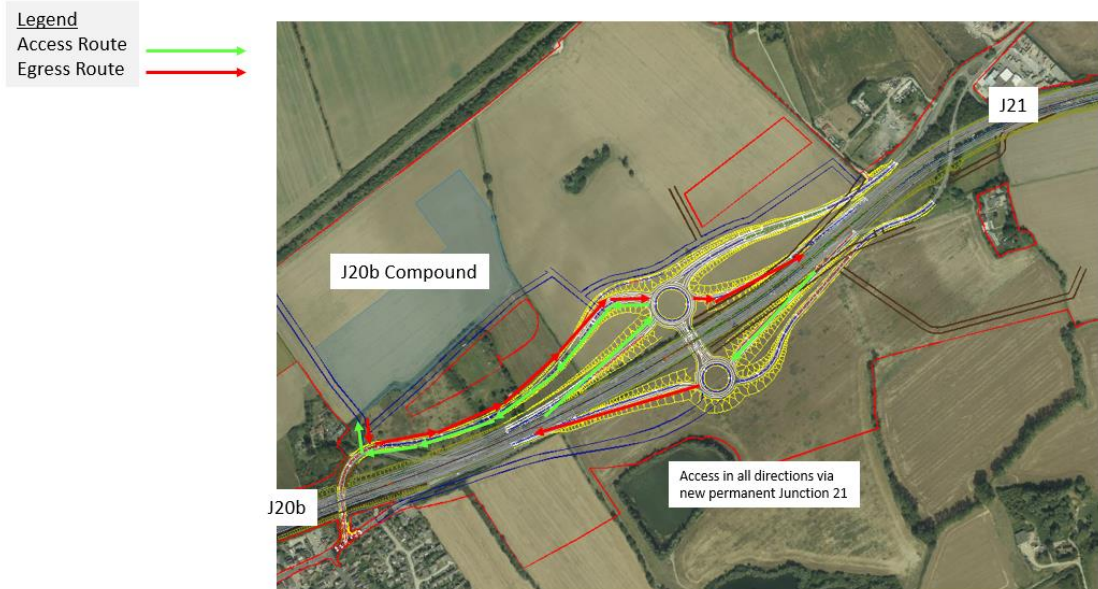 Legend
Access Route
Egress Route
J21
J20b Compound
Access in all directions via
new permanent Junction 21
J20b